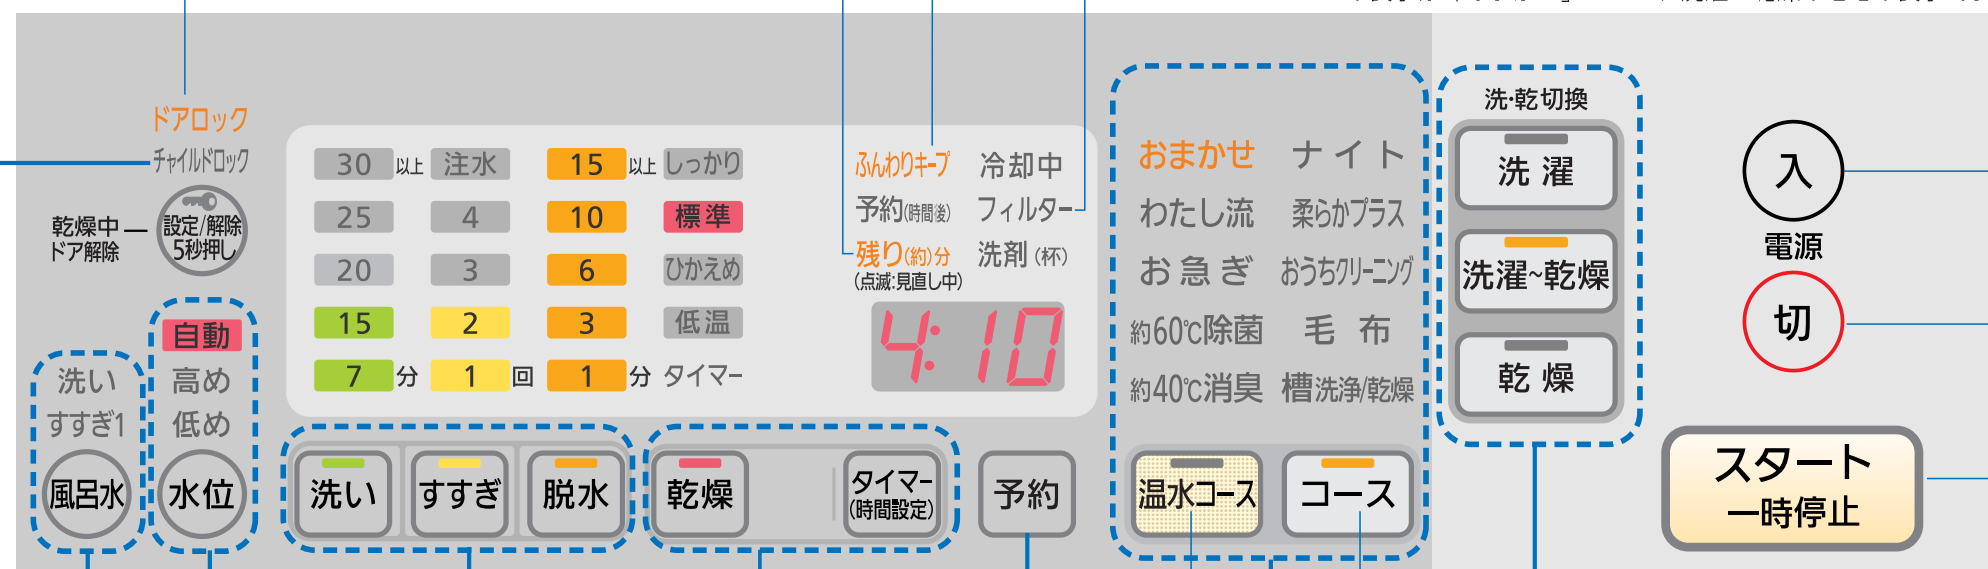 ドアロック
チャイルドロック
設定/解除
5秒押し
乾燥中
ドア解除
自動
高め
低め
洗い
すすぎ1
風呂水
水位
30 以上 注水 15 以上 しっかり
25 4 10 標準
20 3 6 ひかえめ
15 2 3 低温
7 分 1 回 1 分 タイマー
ふんわりキープ 冷却中
予約(時間後) フィルター
残り(約)分 洗剤(杯)
(点滅:見直し中)
4:10
洗い
すすぎ
脱水
乾燥
タイマー
(時間設定)
予約
おまかせ ナイト
わたし流 柔らかプラス
お急ぎ おうちクリーニング
約60℃除菌 毛布
約40℃消臭 槽洗浄/乾燥
温水コース
コース
洗・乾切換
洗濯
洗濯~乾燥
乾燥
入
電源
切
スタート
一時停止